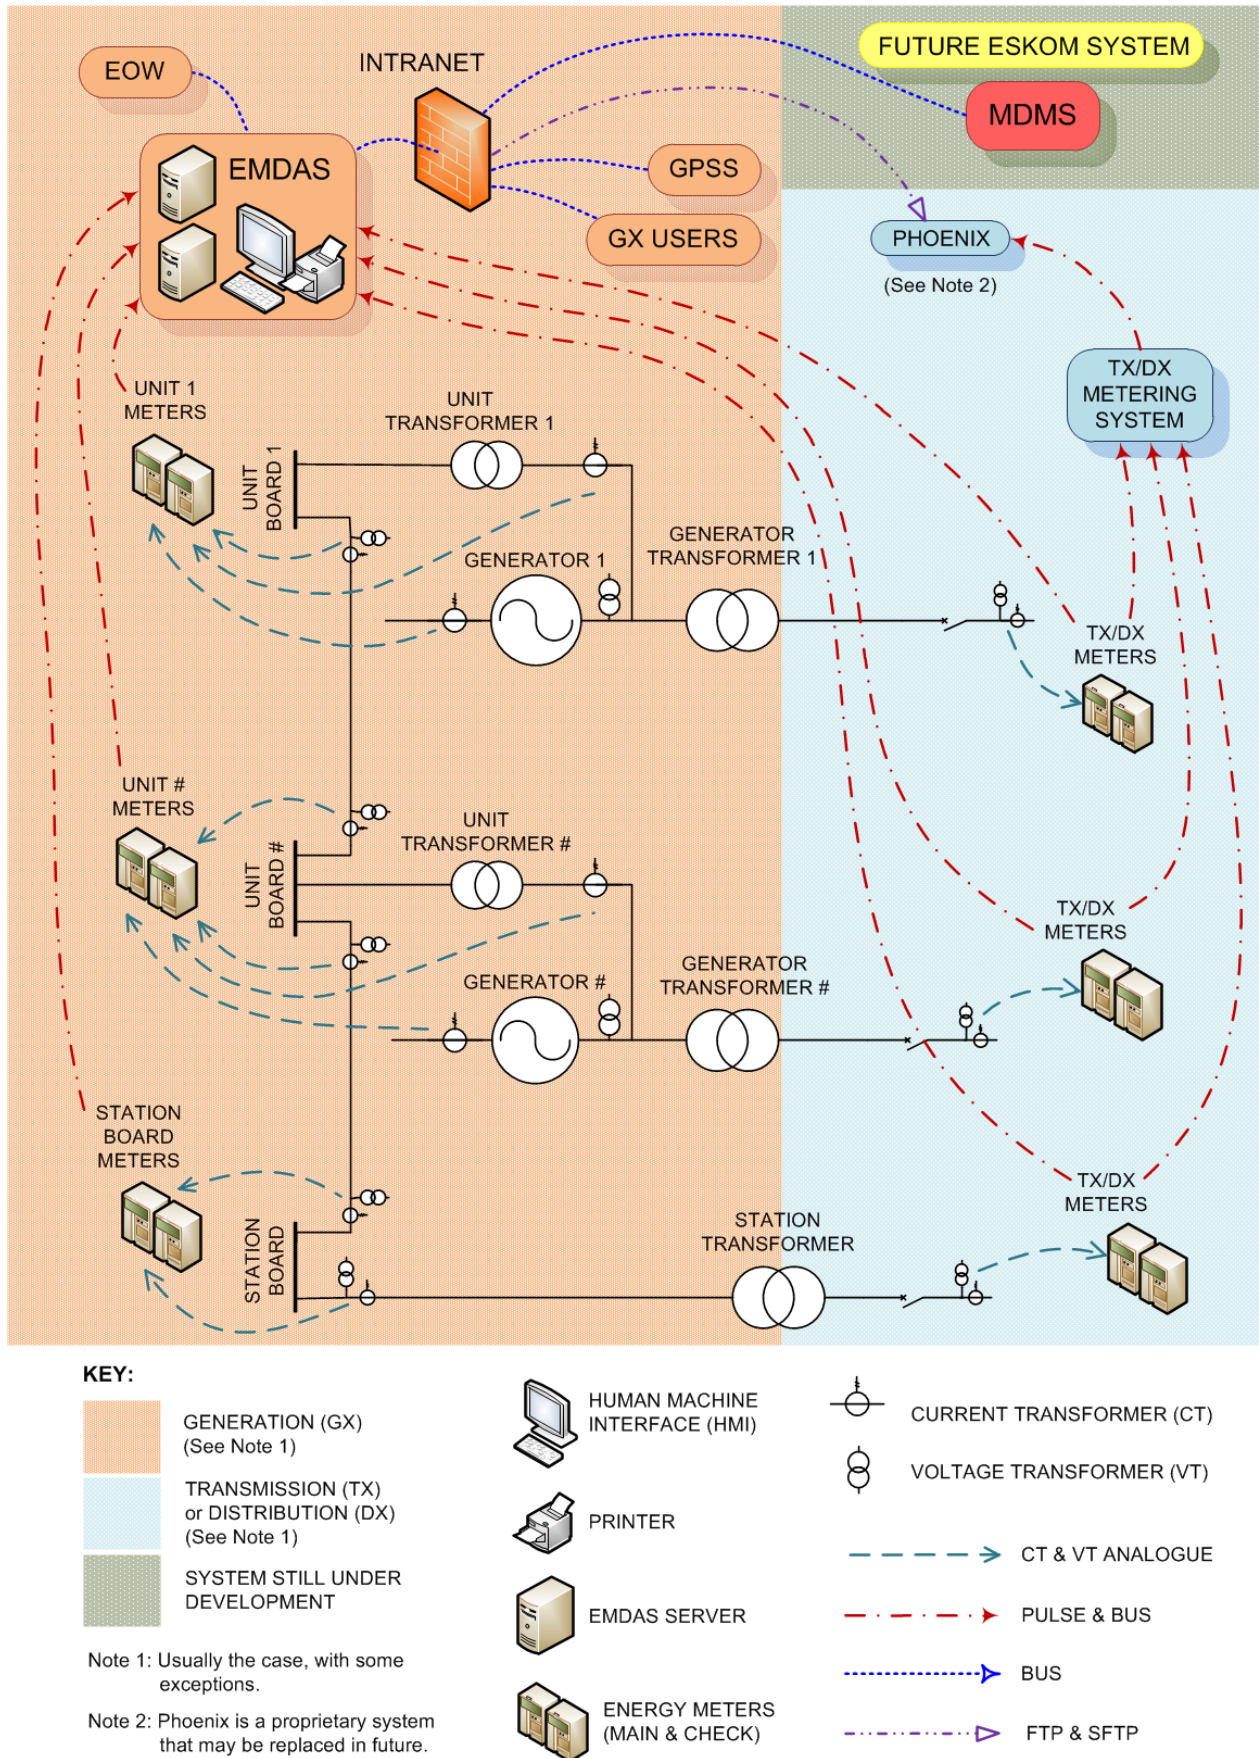 EOW
INTRANET
FUTURE ESKOM SYSTEM
MDMS
EMDAS
GPSS
GX USERS
PHOENIX
(See Note 2)
UNIT 1
METERS
UNIT
TRANSFORMER 1
TX/DX
METERING
SYSTEM
UNIT
BOARD 1
GENERATOR 1
GENERATOR
TRANSFORMER 1
TX/DX
METERS
UNIT #
METERS
UNIT
TRANSFORMER #
UNIT
BOARD #
TX/DX
METERS
GENERATOR #
GENERATOR
TRANSFORMER #
STATION
BOARD
METERS
TX/DX
METERS
STATION
BOARD
STATION
TRANSFORMER
KEY:
GENERATION (GX)
(See Note 1)
TRANSMISSION (TX)
or DISTRIBUTION (DX)
(See Note 1)
SYSTEM STILL UNDER
DEVELOPMENT
Note 1: Usually the case, with some
exceptions.
Note 2: Phoenix is a proprietary system
that may be replaced in future.
HUMAN MACHINE
INTERFACE (HMI)
PRINTER
EMDAS SERVER
ENERGY METERS
(MAIN & CHECK)
CURRENT TRANSFORMER (CT)
VOLTAGE TRANSFORMER (VT)
CT & VT ANALOGUE
PULSE & BUS
BUS
FTP & SFTP